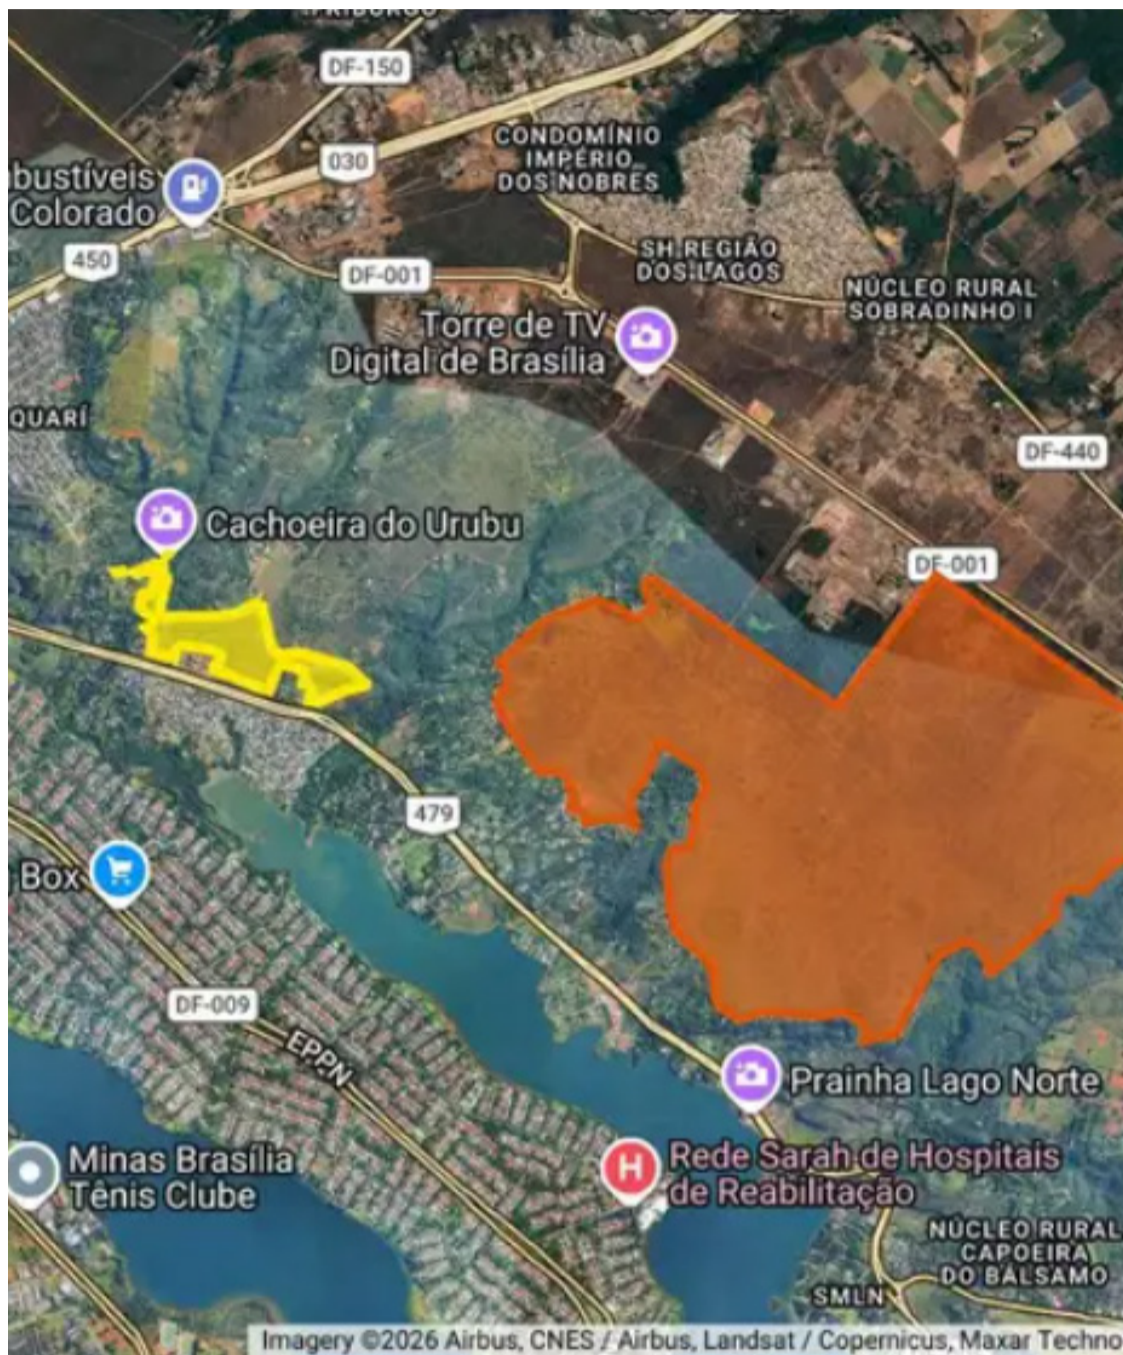 DF-150
CONDOMÍNIO
IMPÉRIO
DOS NOBRES
030
bustíveis
Colorado
SH REGIÃO
DOS LAGOS
450
DF-001
NÚCLEO RURAL
SOBRADINHO I
Torre de TV
Digital de Brasília
QUARÍ
DF-440
Cachoeira do Urubu
DF-001
479
Box
DF-009
EPPN
Prainha Lago Norte
Minas Brasília
Tênis Clube
Rede Sarah de Hospitais
de Reabilitação
NÚCLEO RURAL
CAPOEIRA
DO BÁLSAMO
SMLN
H
Imagery ©2026 Airbus, CNES / Airbus, Landsat / Copernicus, Maxar Techno